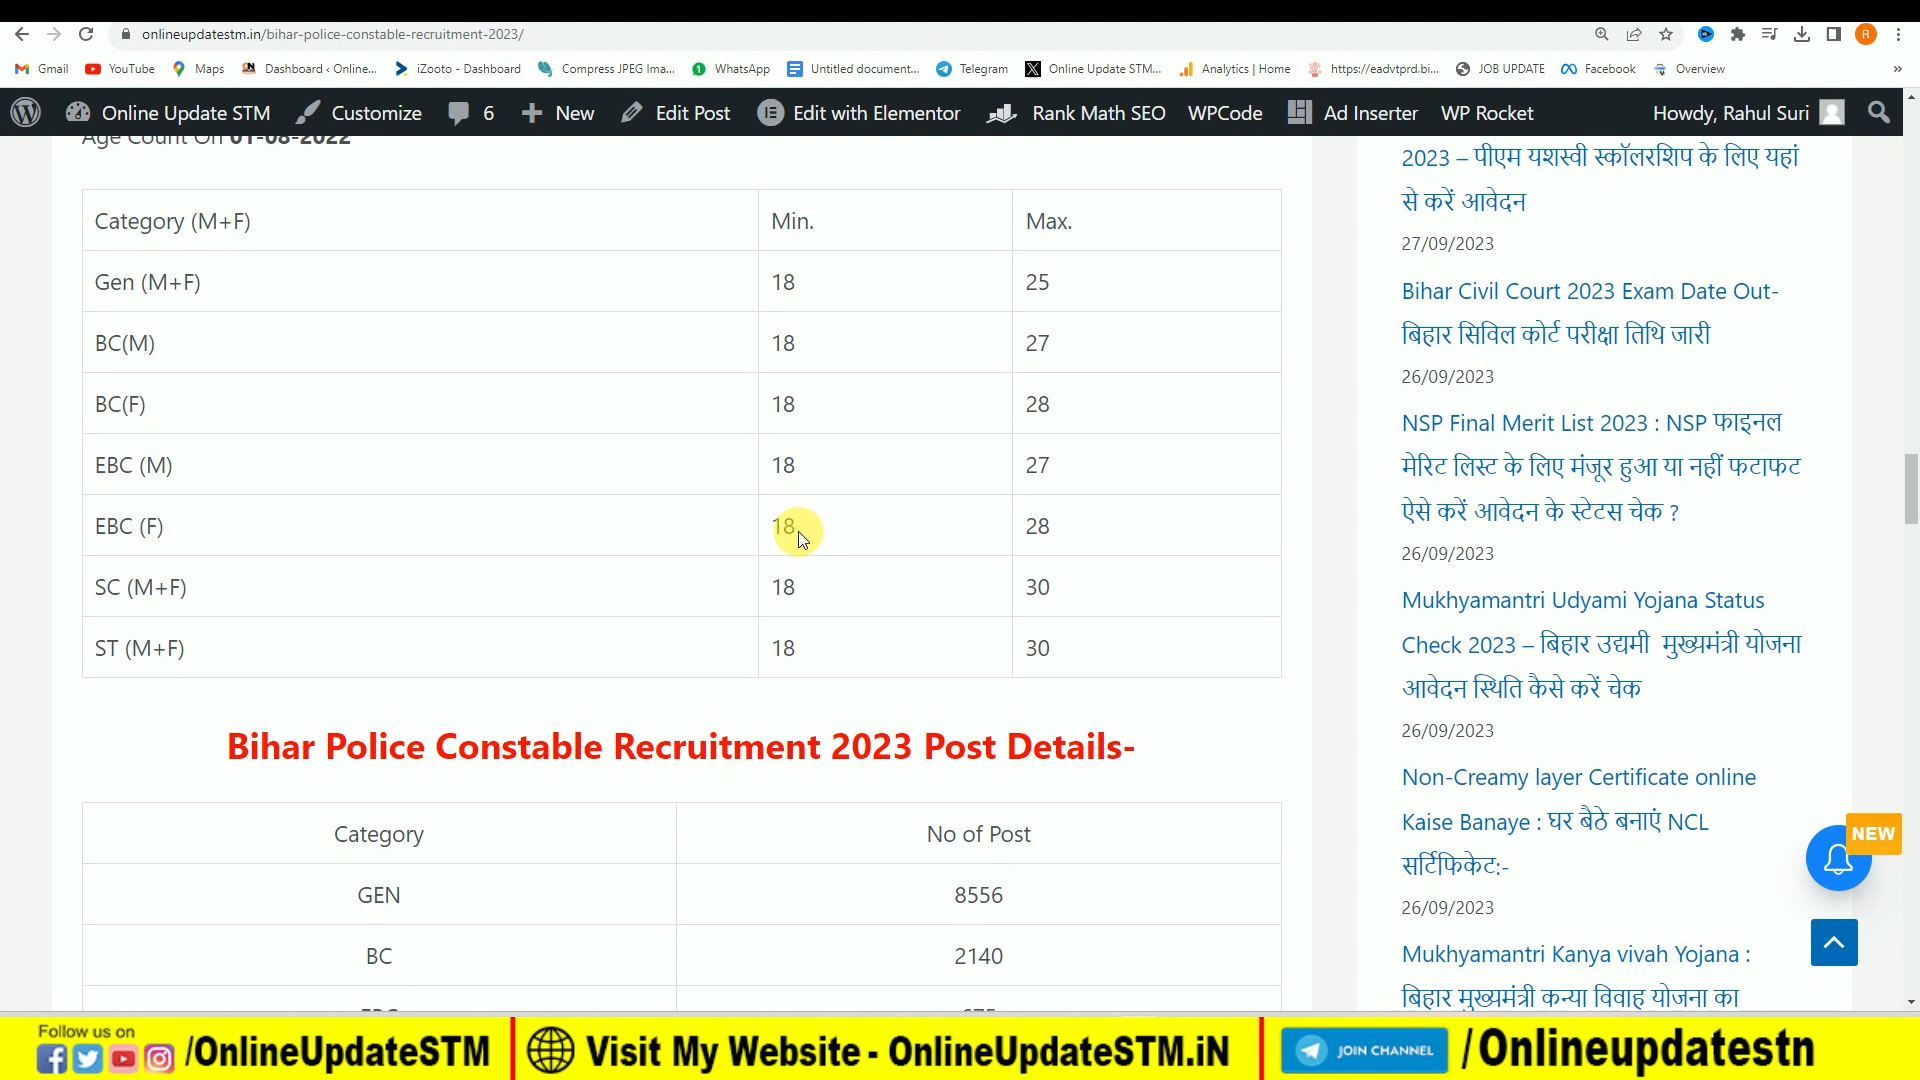 onlineupdatestm.in/bihar-police-constable-recruitment-2023/
R
Gmail YouTube Maps Dashboard ‹ Online... iZooto - Dashboard Compress JPEG Ima... WhatsApp Untitled document... Telegram Online Update STM... Analytics | Home https://eadvtprd.bi... JOB UPDATE Facebook Overview »
Online Update STM Customize 6 New Edit Post Edit with Elementor Rank Math SEO WPCode Ad Inserter WP Rocket Howdy, Rahul Suri
Age Count On 01-08-2022
Category (M+F) Min. Max.
Gen (M+F) 18 25
BC(M) 18 27
BC(F) 18 28
EBC (M) 18 27
EBC (F) 18 28
SC (M+F) 18 30
ST (M+F) 18 30
Bihar Police Constable Recruitment 2023 Post Details-
Category No of Post
GEN 8556
BC 2140
2023 – पीएम यशस्वी स्कॉलरशिप के लिए यहां
से करें आवेदन
27/09/2023
Bihar Civil Court 2023 Exam Date Out-
बिहार सिविल कोर्ट परीक्षा तिथि जारी
26/09/2023
NSP Final Merit List 2023 : NSP फाइनल
मेरिट लिस्ट के लिए मंजूर हुआ या नहीं फटाफट
ऐसे करें आवेदन के स्टेटस चेक ?
26/09/2023
Mukhyamantri Udyami Yojana Status
Check 2023 – बिहार उद्यमी मुख्यमंत्री योजना
आवेदन स्थिति कैसे करें चेक
26/09/2023
Non-Creamy layer Certificate online
Kaise Banaye : घर बैठे बनाएं NCL
सर्टिफिकेट:-
26/09/2023
Mukhyamantri Kanya vivah Yojana :
बिहार मुख्यमंत्री कन्या विवाह योजना का
NEW
Follow us on
/OnlineUpdateSTM
Visit My Website - OnlineUpdateSTM.iN
JOIN CHANNEL
/Onlineupdatestn